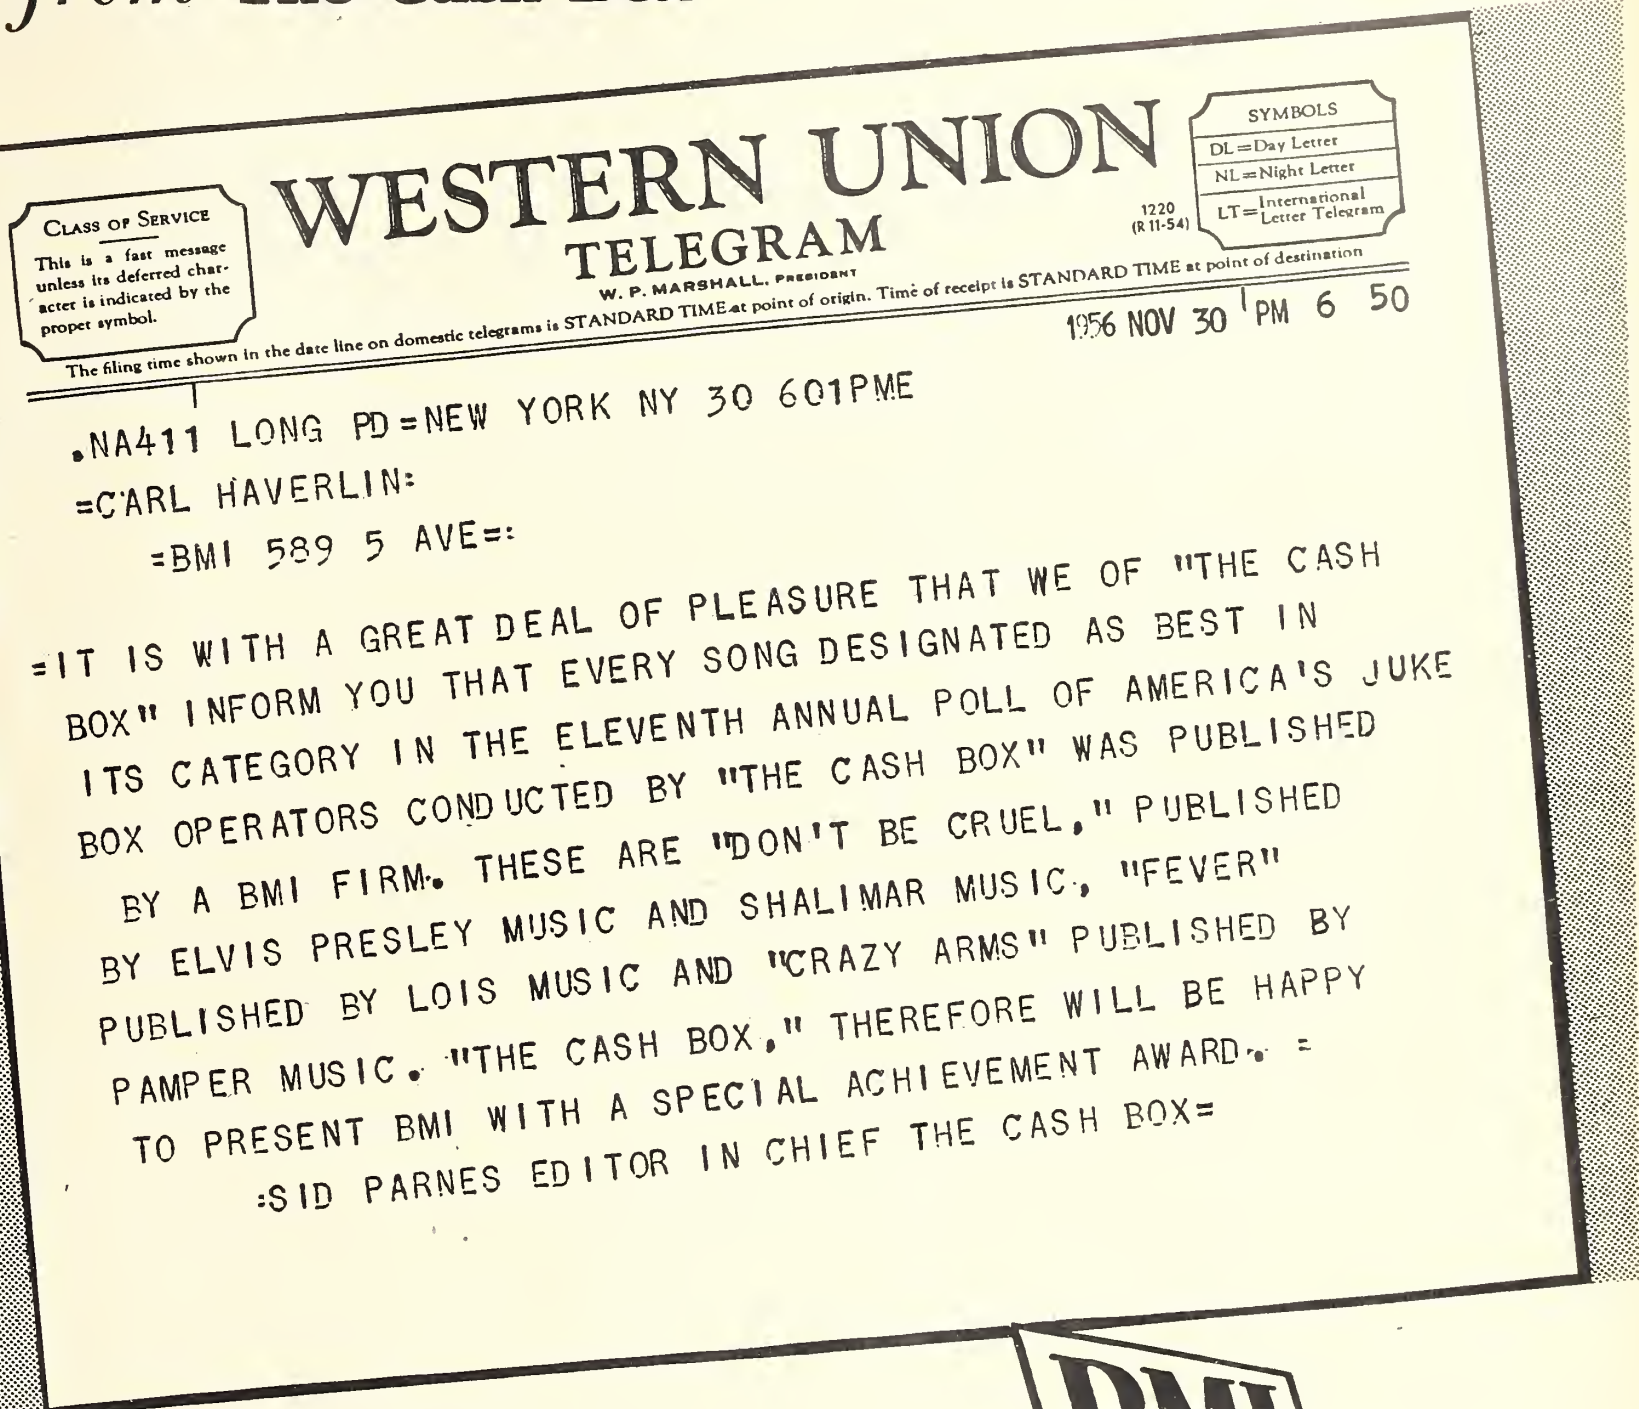 from
WESTERN UNION
TELEGRAM
W. P. MARSHALL, PRESIDENT
1220
(R 11-54)
CLASS OF SERVICE
This is a fast message
unless its deferred char-
acter is indicated by the
proper symbol.
SYMBOLS
DL=Day Letter
NL=Night Letter
LT=International
Letter Telegram
The filing time shown in the date line on domestic telegrams is STANDARD TIME at point of origin. Time of receipt is STANDARD TIME at point of destination
1956 NOV 30 PM 6 50
.NA411 LONG PD=NEW YORK NY 30 601PME
=CARL HAVERLIN=
=BMI 589 5 AVE=:
=IT IS WITH A GREAT DEAL OF PLEASURE THAT WE OF "THE CASH
BOX" INFORM YOU THAT EVERY SONG DESIGNATED AS BEST IN
ITS CATEGORY IN THE ELEVENTH ANNUAL POLL OF AMERICA'S JUKE
BOX OPERATORS CONDUCTED BY "THE CASH BOX" WAS PUBLISHED
BY A BMI FIRM. THESE ARE "DON'T BE CRUEL," PUBLISHED
BY ELVIS PRESLEY MUSIC AND SHALIMAR MUSIC, "FEVER"
PUBLISHED BY LOIS MUSIC AND "CRAZY ARMS" PUBLISHED BY
PAMPER MUSIC. "THE CASH BOX," THEREFORE WILL BE HAPPY
TO PRESENT BMI WITH A SPECIAL ACHIEVEMENT AWARD. =
=SID PARNES EDITOR IN CHIEF THE CASH BOX=
BMI